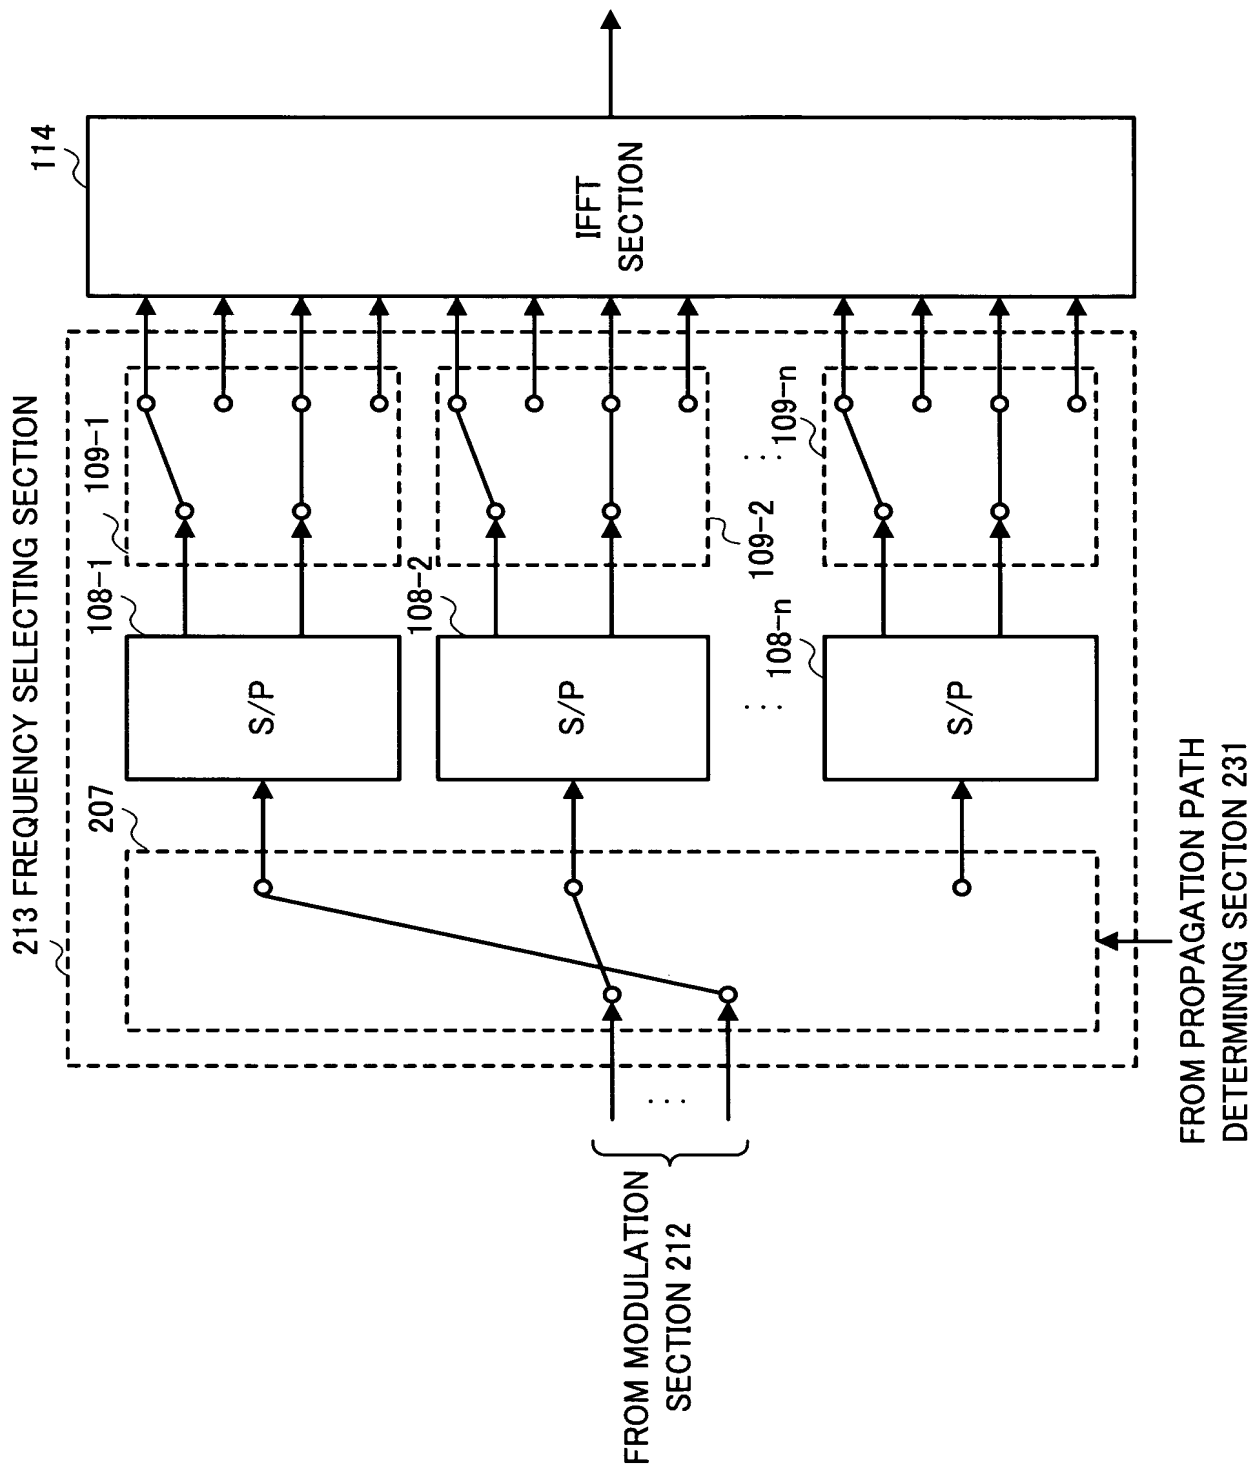 213 FREQUENCY SELECTING SECTION
207
108-1
109-1
114
S/P
108-2
109-2
S/P
IFFT
SECTION
...
...
...
108-n
109-n
S/P
FROM MODULATION
SECTION 212
FROM PROPAGATION PATH
DETERMINING SECTION 231